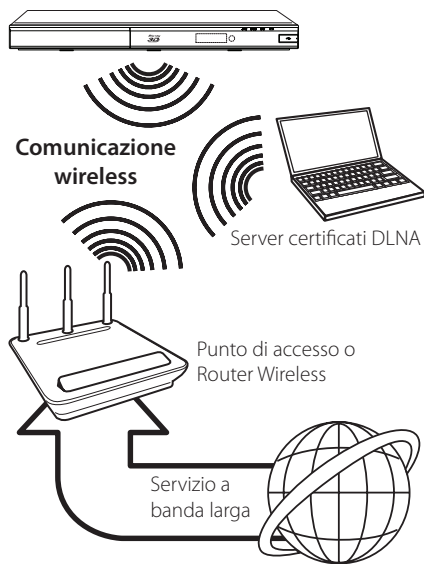 3D
Comunicazione
wireless
Server certificati DLNA
Punto di accesso o
Router Wireless
Servizio a
banda larga